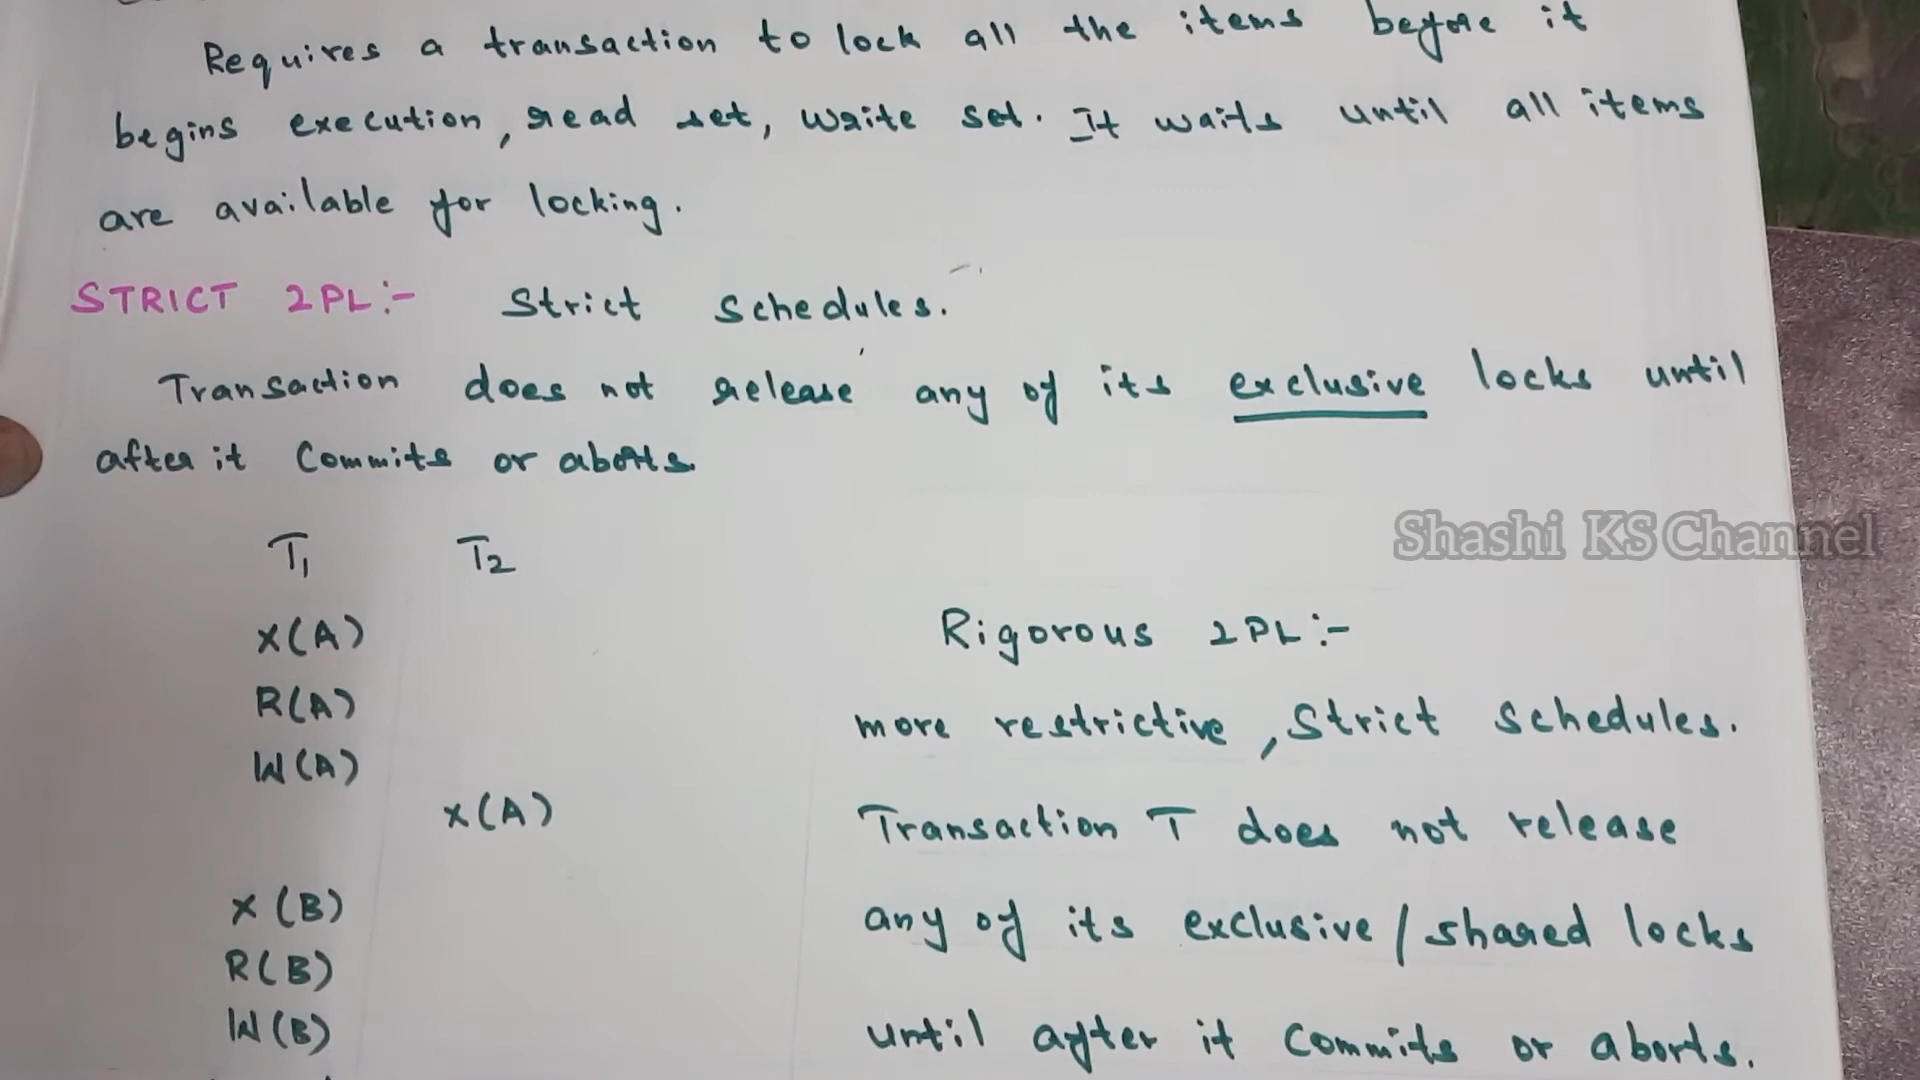 Requires a transaction to lock all the items before it
begins execution, read set, write set. It waits until all items
are available for locking.
STRICT 2PL:- Strict Schedules.
Transaction does not release any of its exclusive locks until
after it Commits or aborts.
T1 T2
X(A)
R(A)
W(A)
X(A)
X(B)
R(B)
W(B)
Shashi KS Channel
Rigorous 2PL:-
more restrictive, Strict Schedules.
Transaction T does not release
any of its exclusive/shared locks
until after it Commits or aborts.